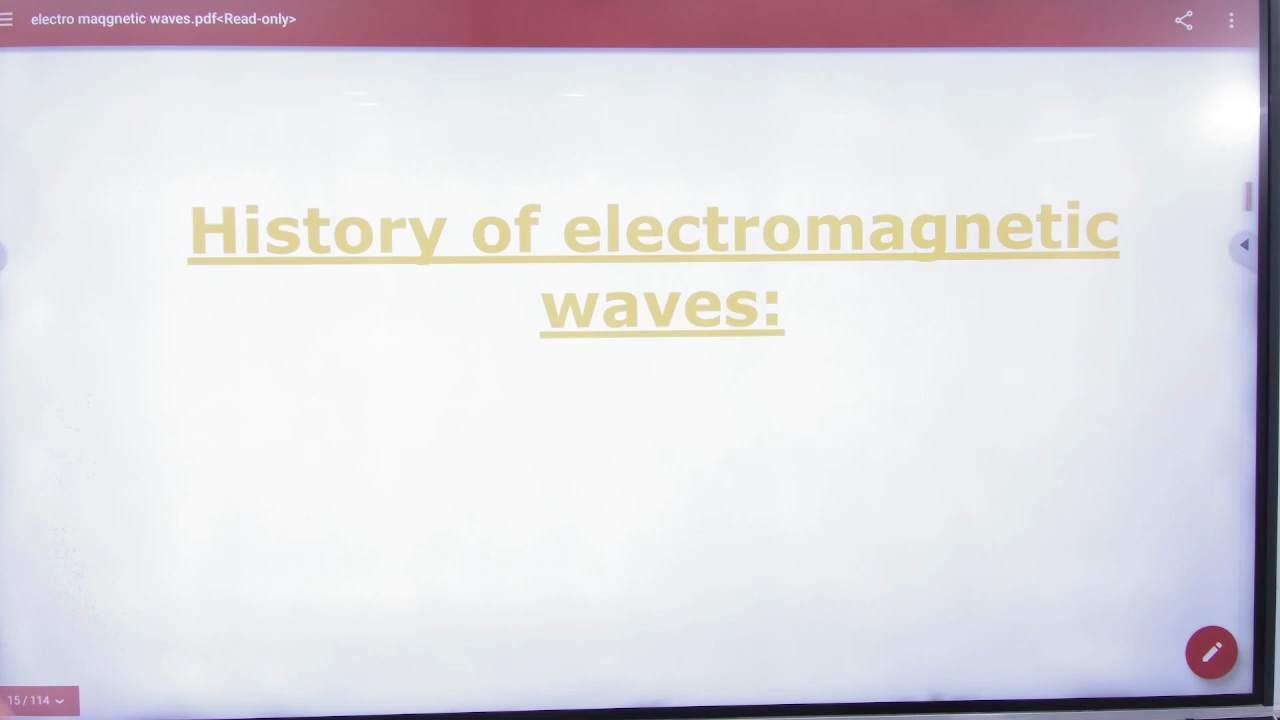 electro maqgnetic waves.pdf<Read-only>
History of electromagnetic
waves:
15 / 114